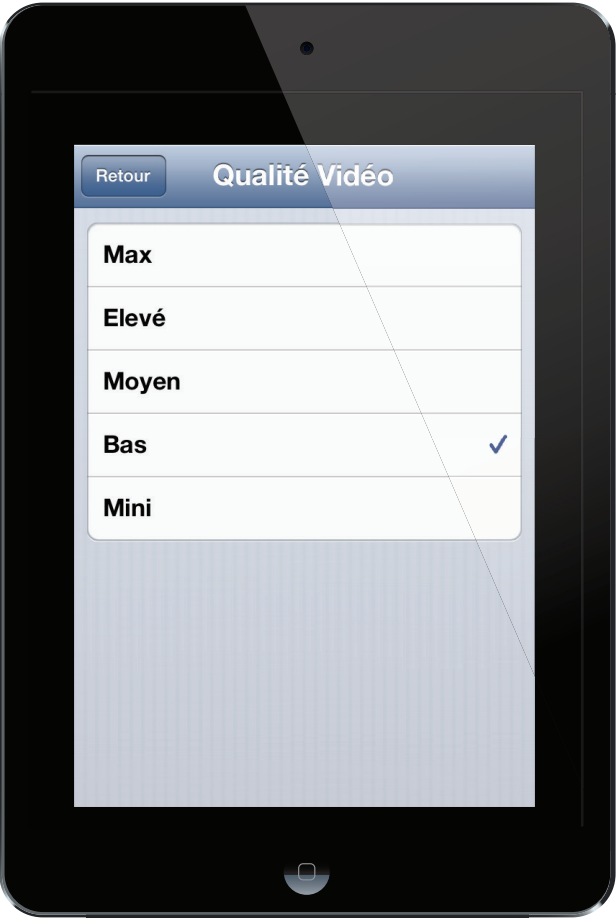 Retour
Qualité Vidéo
Max
Elevé
Moyen
Bas
Mini